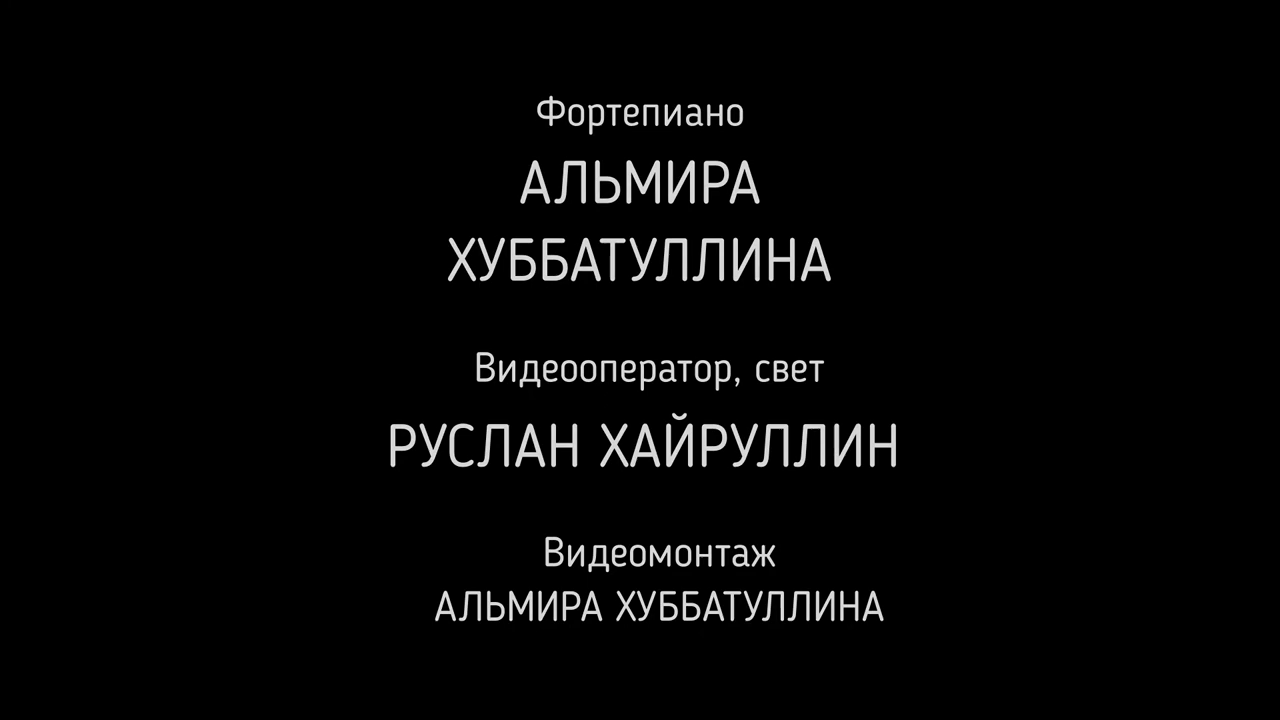 Фортепиано
АЛЬМИРА
ХУББАТУЛЛИНА
Видеооператор, свет
РУСЛАН ХАЙРУЛЛИН
Видеомонтаж
АЛЬМИРА ХУББАТУЛЛИНА